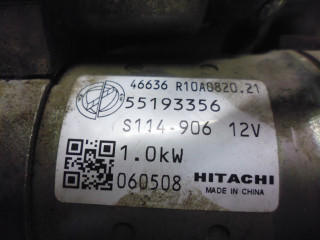 46636 R10A0820.21
55193356
S114-906 12V
1.0kW
HITACHI
060508
MADE IN CHINA